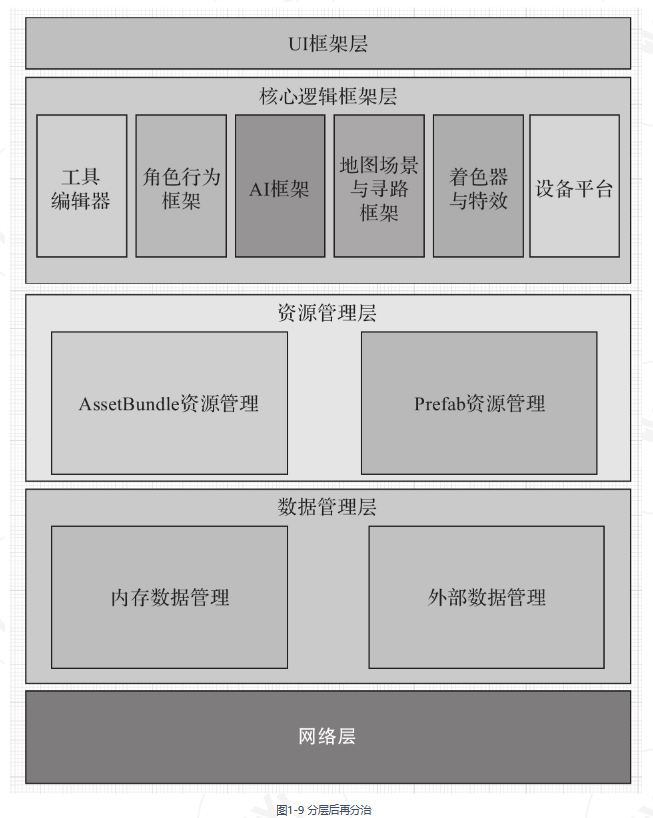 UI框架层
核心逻辑框架层
工具
编辑器
角色行为
框架
AI框架
地图场景
与寻路
框架
着色器
与特效
设备平台
资源管理层
AssetBundle资源管理
Prefab资源管理
数据管理层
内存数据管理
外部数据管理
网络层
图1-9 分层后再分治